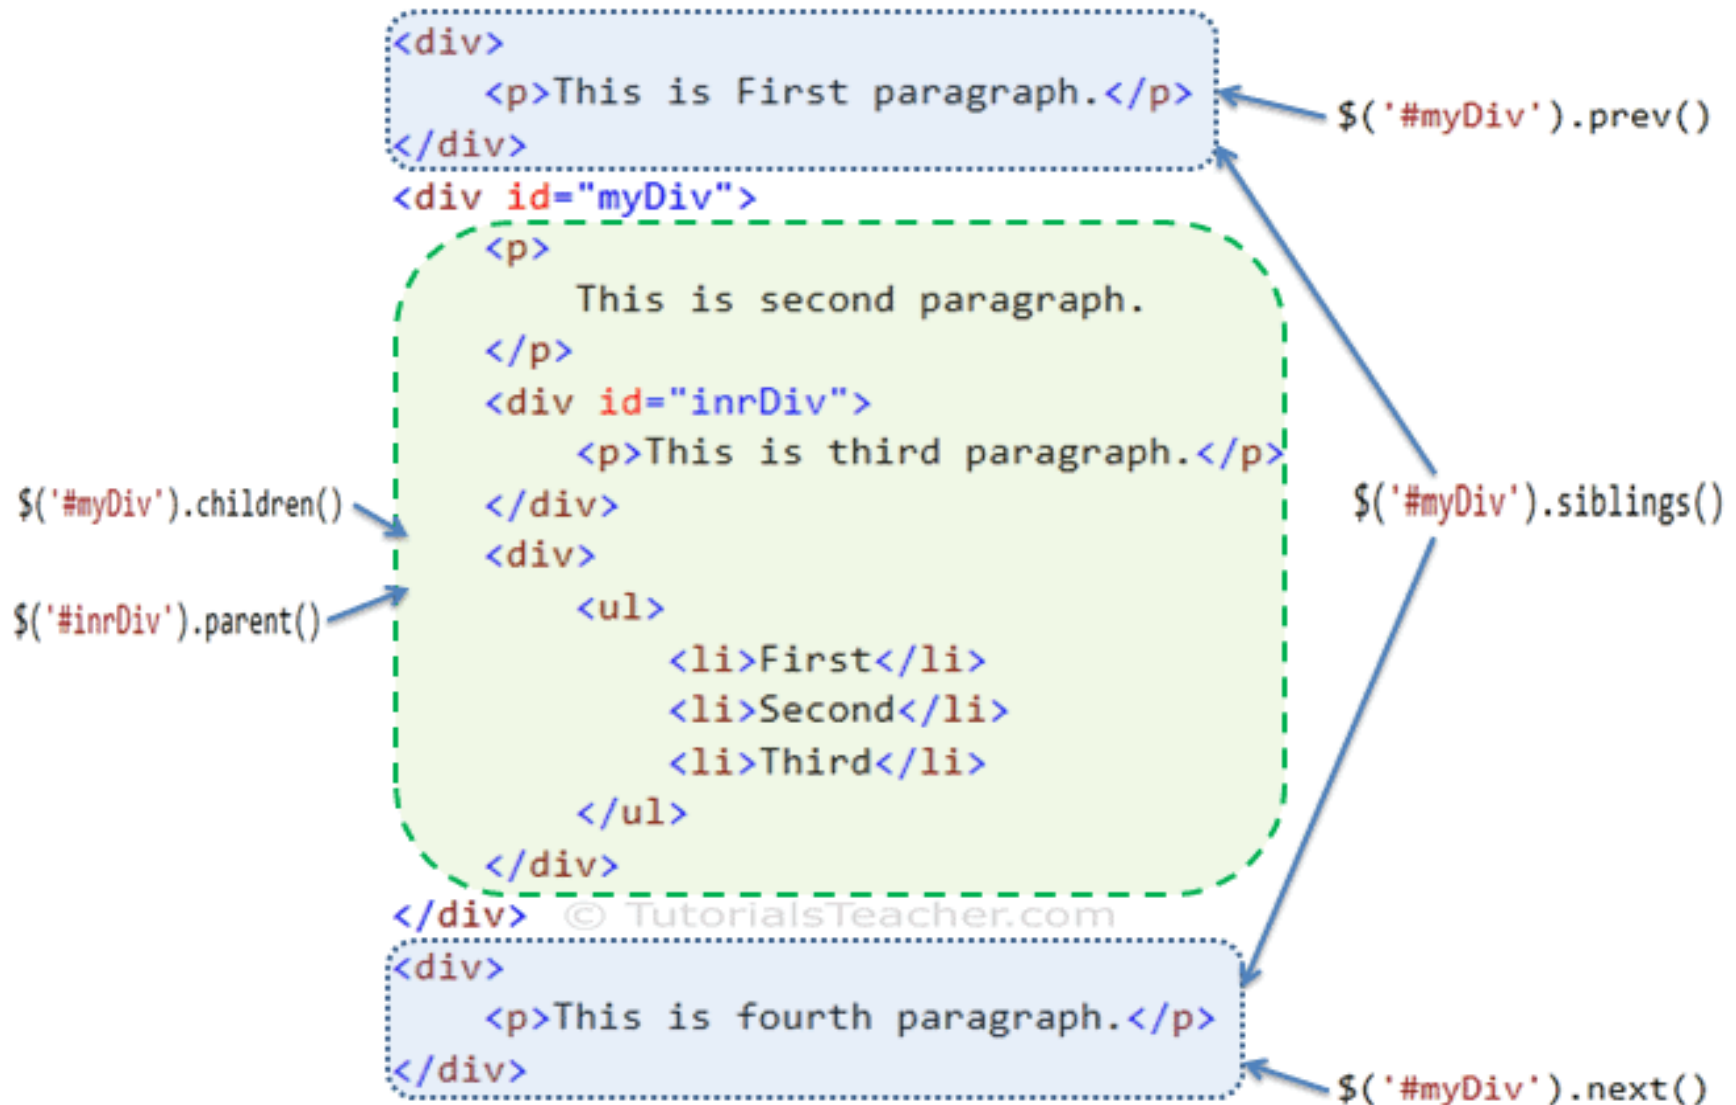 <div>
<p>This is First paragraph.</p>
$('#myDiv').prev()
</div>
<div id="myDiv">
<p>
This is second paragraph.
</p>
<div id="inrDiv">
<p>This is third paragraph.</p>
$('#myDiv').children()
</div>
$('#myDiv').siblings()
<div>
<ul>
$('#inrDiv').parent()
<li>First</li>
<li>Second</li>
<li>Third</li>
</ul>
</div>
</div>
© TutorialsTeacher.com
<div>
<p>This is fourth paragraph.</p>
</div>
$('#myDiv').next()